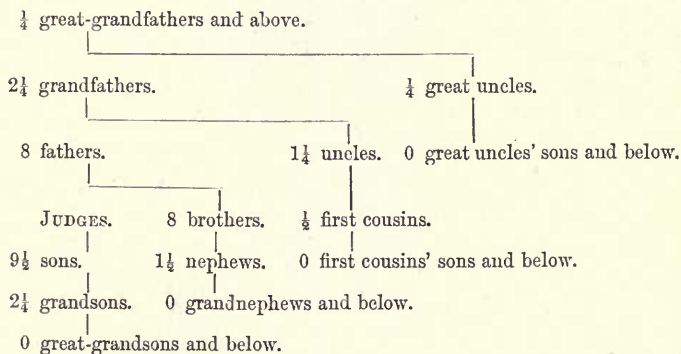 ¼ great-grandfathers and above.
2¼ grandfathers. ¼ great uncles.
8 fathers. 1¼ uncles. 0 great uncles' sons and below.
JUDGES. 8 brothers. ½ first cousins.
9½ sons. 1½ nephews. 0 first cousins' sons and below.
2¼ grandsons. 0 grandnephews and below.
0 great-grandsons and below.